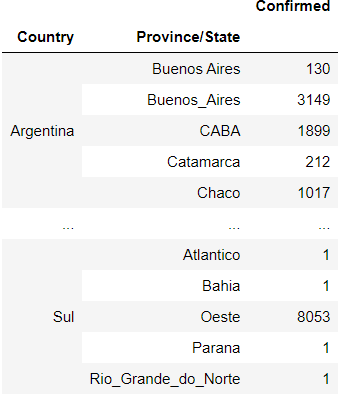 Confirmed
Country Province/State
Buenos Aires 130
Buenos_Aires 3149
Argentina CABA 1899
Catamarca 212
Chaco 1017
... ... ...
Atlantico 1
Bahia 1
Sul Oeste 8053
Parana 1
Rio_Grande_do_Norte 1